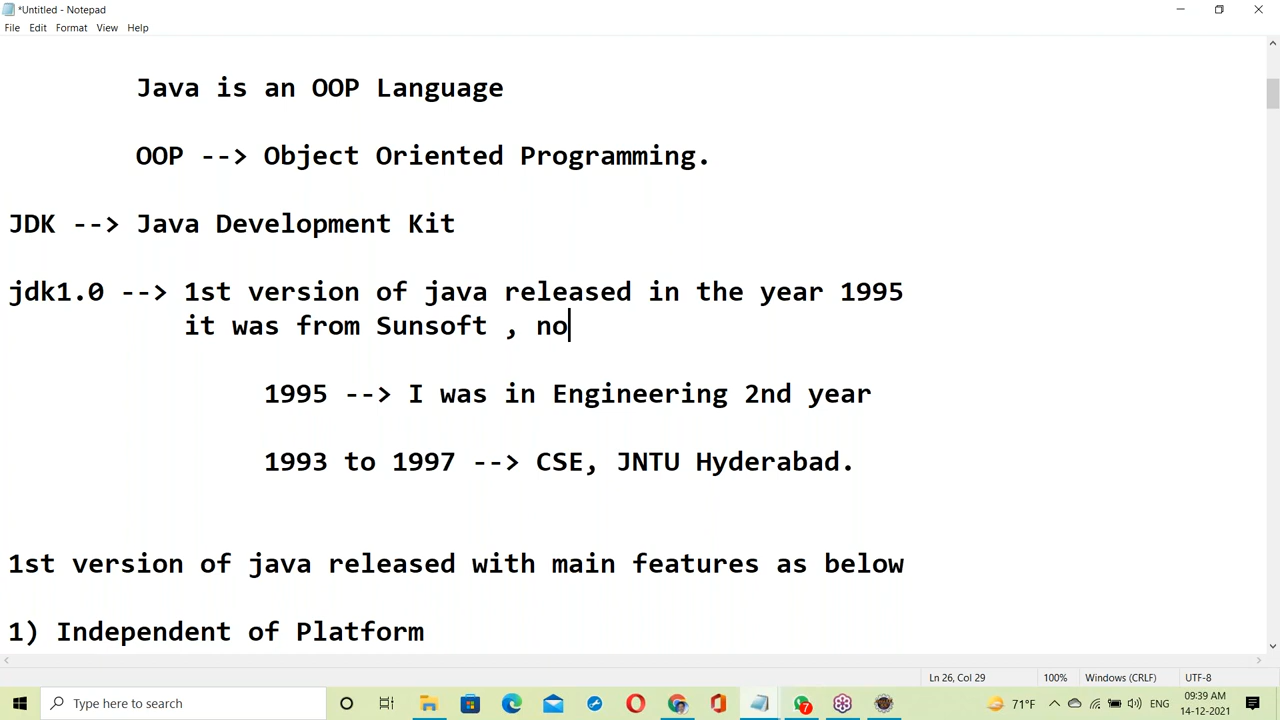 *Untitled - Notepad
File Edit Format View Help
Java is an OOP Language
OOP --> Object Oriented Programming.
JDK --> Java Development Kit
jdk1.0 --> 1st version of java released in the year 1995
it was from Sunsoft , no
1995 --> I was in Engineering 2nd year
1993 to 1997 --> CSE, JNTU Hyderabad.
1st version of java released with main features as below
1) Independent of Platform
Ln 26, Col 29 100% Windows (CRLF) UTF-8
Type here to search 7 71°F ENG 09:39 AM
14-12-2021